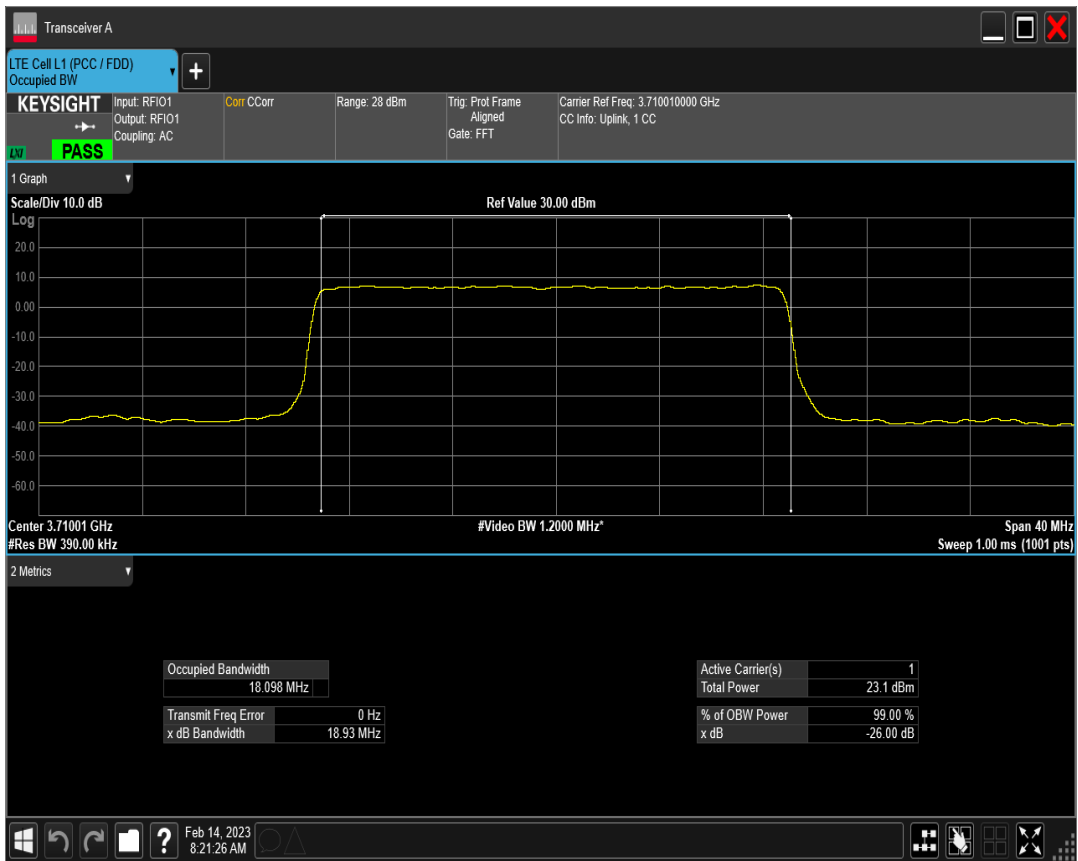 Transceiver A
LTE Cell L1 (PCC / FDD)
Occupied BW
KEYSIGHT
LXI
PASS
Input: RFIO1
Output: RFIO1
Coupling: AC
Corr CCorr
Range: 28 dBm
Trig: Prot Frame
Aligned
Gate: FFT
Carrier Ref Freq: 3.710010000 GHz
CC Info: Uplink, 1 CC
1 Graph
Scale/Div 10.0 dB
Ref Value 30.00 dBm
Log
20.0
10.0
0.00
-10.0
-20.0
-30.0
-40.0
-50.0
-60.0
Center 3.71001 GHz
#Video BW 1.2000 MHz*
Span 40 MHz
#Res BW 390.00 kHz
Sweep 1.00 ms (1001 pts)
2 Metrics
Occupied Bandwidth
18.098 MHz
Transmit Freq Error 0 Hz
x dB Bandwidth 18.93 MHz
Active Carrier(s) 1
Total Power 23.1 dBm
% of OBW Power 99.00 %
x dB -26.00 dB
Feb 14, 2023
8:21:26 AM